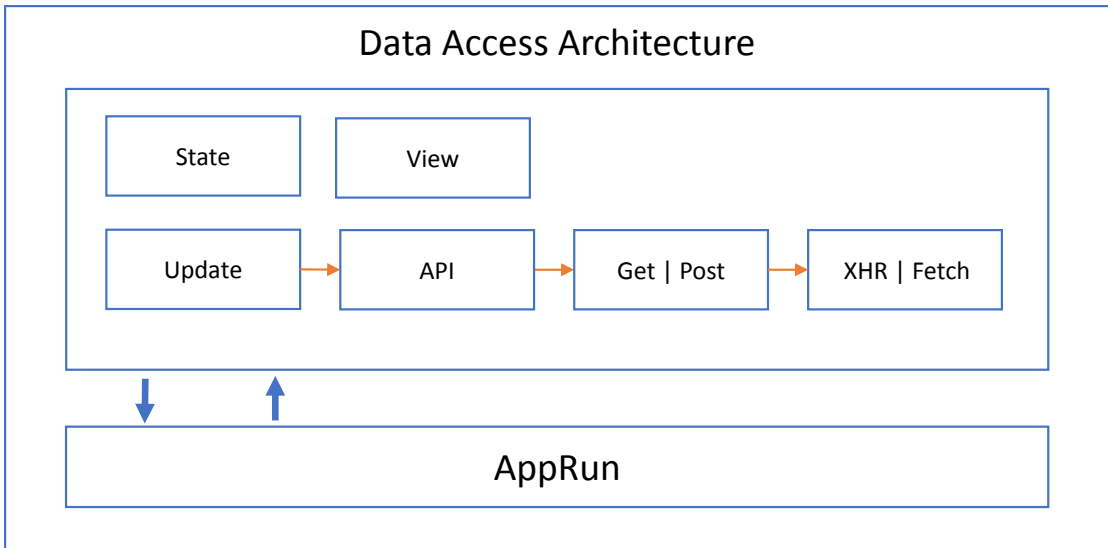 Data Access Architecture
State
View
Update
API
Get | Post
XHR | Fetch
AppRun